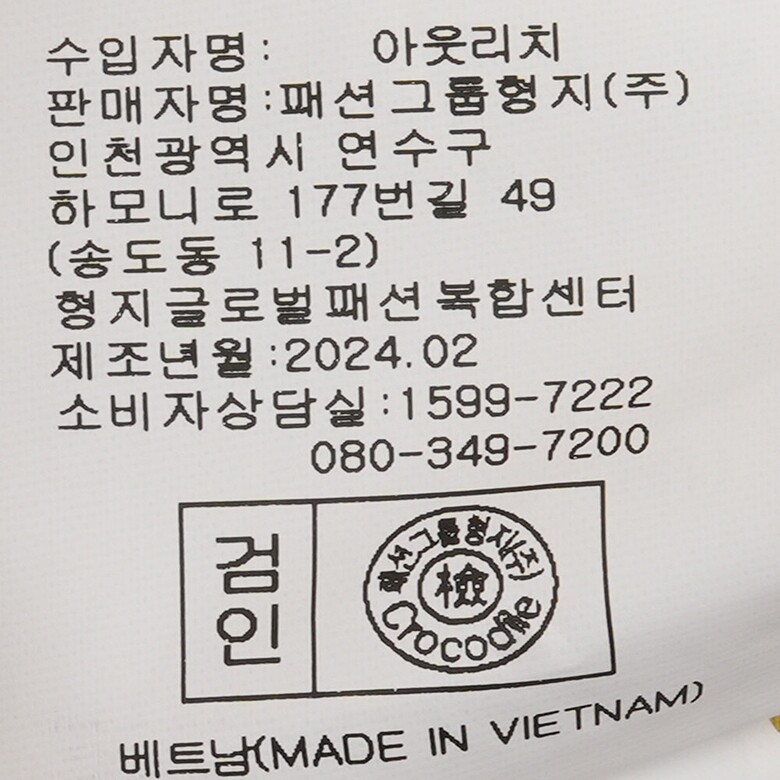 수입자명: 아웃리치
판매자명:패션그룹형지(주)
인천광역시 연수구
하모니로 177번길 49
(송도동 11-2)
형지글로벌패션복합센터
제조년월:2024.02
소비자상담실:1599-7222
080-349-7200
검인
패션그룹형지(주)
檢
Crocodile
베트남(MADE IN VIETNAM)